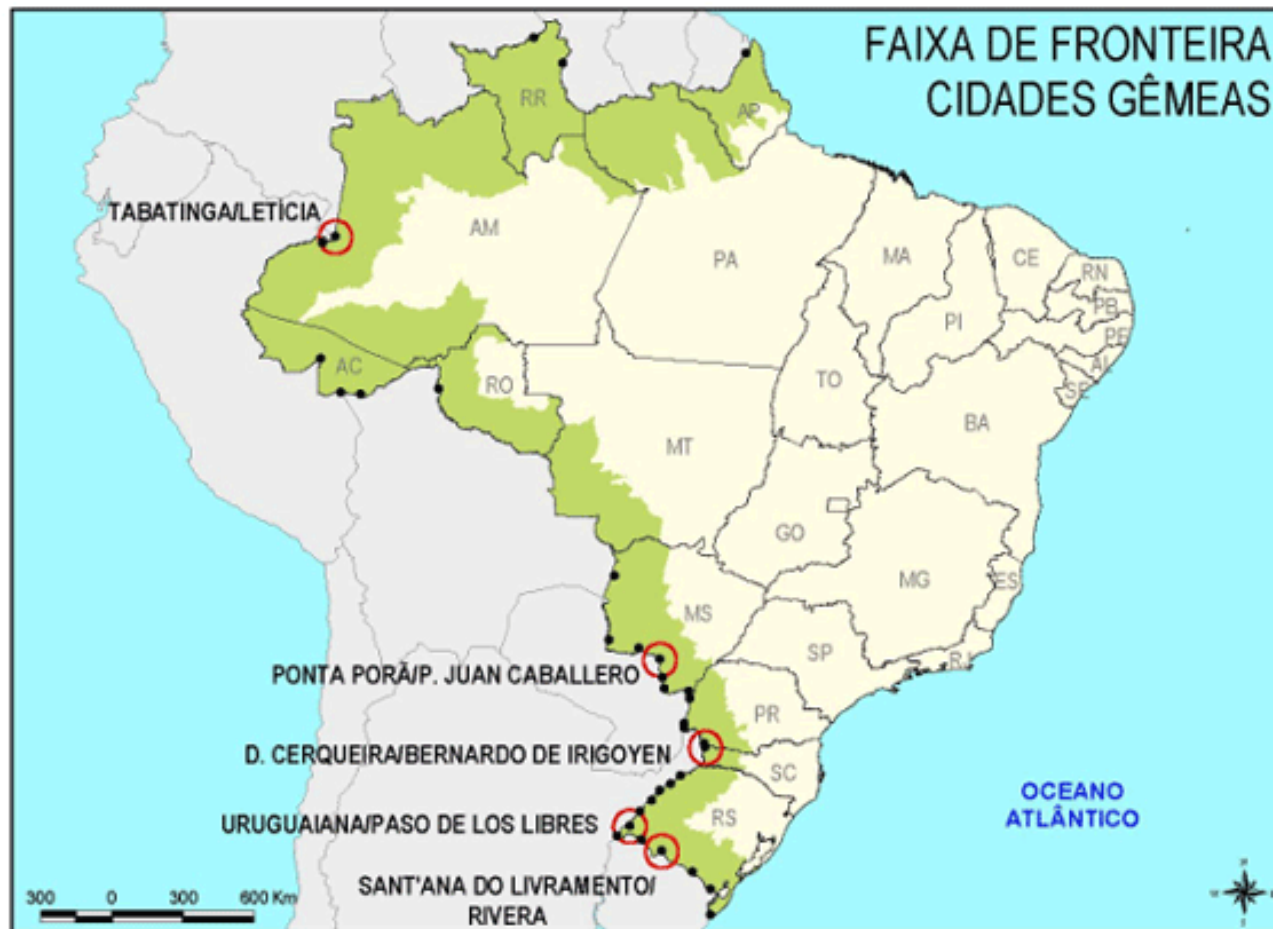 FAIXA DE FRONTEIRA
CIDADES GÊMEAS
RR
AP
TABATINGA/LETÍCIA
AM
PA
MA
CE
RN
PB
PI
PE
AL
SE
AC
RO
TO
BA
MT
GO
MG
ES
MS
SP
RJ
PONTA PORÃ/P. JUAN CABALLERO
PR
D. CERQUEIRA/BERNARDO DE IRIGOYEN
SC
URUGUAIANA/PASO DE LOS LIBRES
RS
OCEANO
ATLÂNTICO
SANT'ANA DO LIVRAMENTO/
RIVERA
300 0 300 600 Km